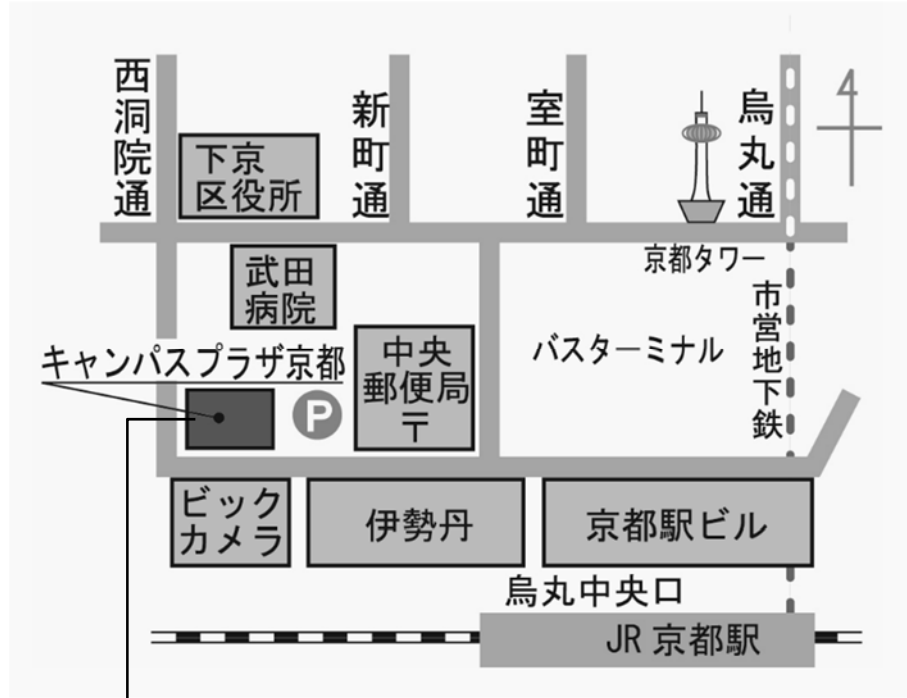 西洞院通
新町通
室町通
烏丸通
下京
区役所
京都タワー
武田
病院
市営地下鉄
キャンパスプラザ京都
中央
郵便局
〒
バスターミナル
P
ビック
カメラ
伊勢丹
京都駅ビル
烏丸中央口
JR 京都駅